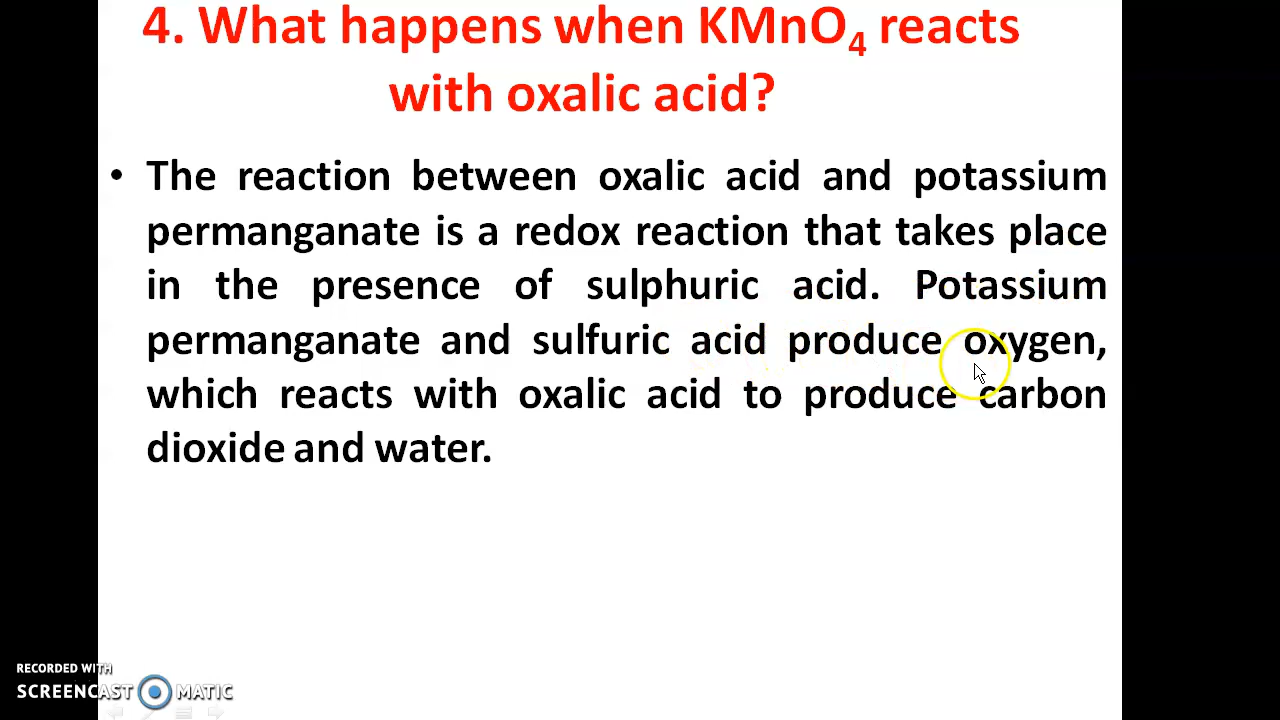 4. What happens when KMnO₄ reacts
with oxalic acid?
• The reaction between oxalic acid and potassium
permanganate is a redox reaction that takes place
in the presence of sulphuric acid. Potassium
permanganate and sulfuric acid produce oxygen,
which reacts with oxalic acid to produce carbon
dioxide and water.
RECORDED WITH
SCREENCAST MATIC